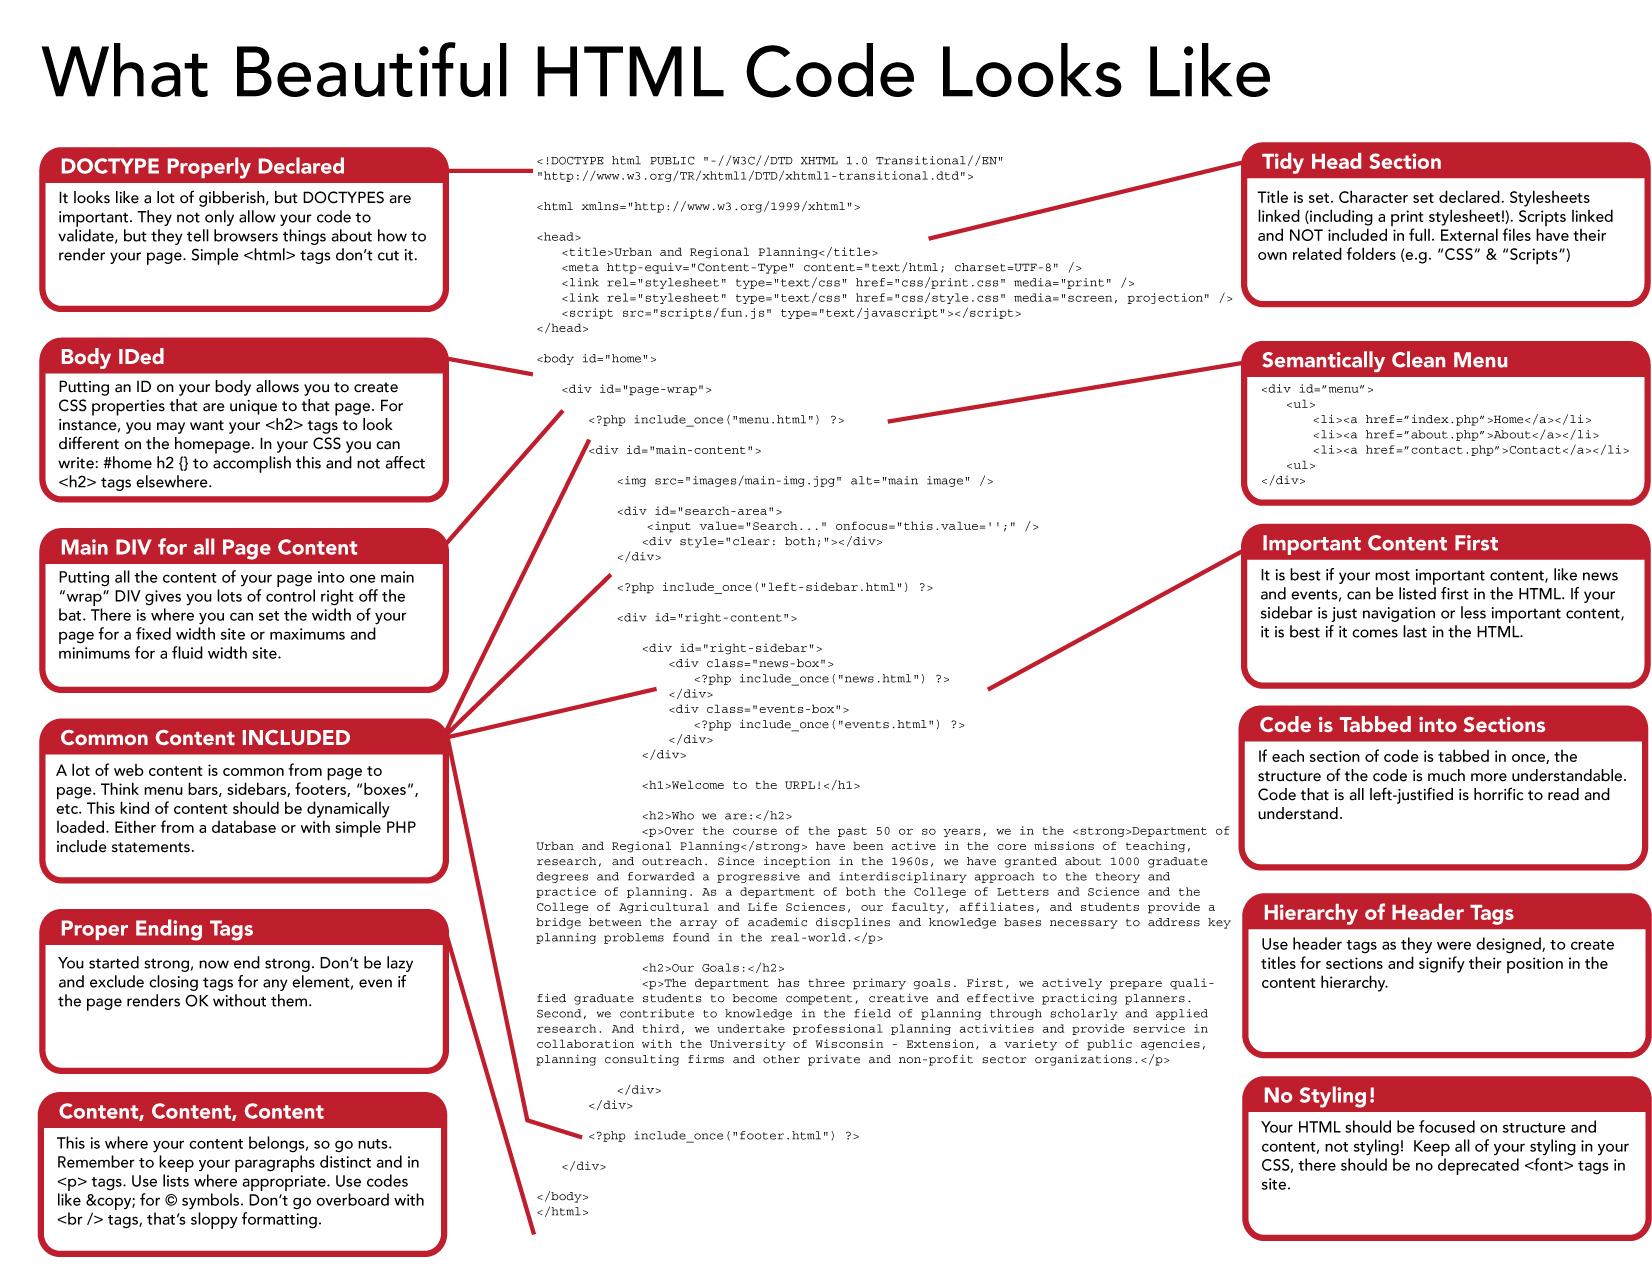 What Beautiful HTML Code Looks Like
DOCTYPE Properly Declared
It looks like a lot of gibberish, but DOCTYPES are
important. They not only allow your code to
validate, but they tell browsers things about how to
render your page. Simple <html> tags don’t cut it.
Body IDed
Putting an ID on your body allows you to create
CSS properties that are unique to that page. For
instance, you may want your <h2> tags to look
different on the homepage. In your CSS you can
write: #home h2 {} to accomplish this and not affect
<h2> tags elsewhere.
Main DIV for all Page Content
Putting all the content of your page into one main
“wrap” DIV gives you lots of control right off the
bat. There is where you can set the width of your
page for a fixed width site or maximums and
minimums for a fluid width site.
Common Content INCLUDED
A lot of web content is common from page to
page. Think menu bars, sidebars, footers, “boxes”,
etc. This kind of content should be dynamically
loaded. Either from a database or with simple PHP
include statements.
Proper Ending Tags
You started strong, now end strong. Don’t be lazy
and exclude closing tags for any element, even if
the page renders OK without them.
Content, Content, Content
This is where your content belongs, so go nuts.
Remember to keep your paragraphs distinct and in
<p> tags. Use lists where appropriate. Use codes
like &copy; for © symbols. Don’t go overboard with
<br /> tags, that’s sloppy formatting.
<!DOCTYPE html PUBLIC "-//W3C//DTD XHTML 1.0 Transitional//EN"
"http://www.w3.org/TR/xhtml1/DTD/xhtml1-transitional.dtd">
<html xmlns="http://www.w3.org/1999/xhtml">
<head>
<title>Urban and Regional Planning</title>
<meta http-equiv="Content-Type" content="text/html; charset=UTF-8" />
<link rel="stylesheet" type="text/css" href="css/print.css" media="print" />
<link rel="stylesheet" type="text/css" href="css/style.css" media="screen, projection" />
<script src="scripts/fun.js" type="text/javascript"></script>
</head>
<body id="home">
<div id="page-wrap">
<?php include_once("menu.html") ?>
<div id="main-content">
<img src="images/main-img.jpg" alt="main image" />
<div id="search-area">
<input value="Search..." onfocus="this.value='';" />
<div style="clear: both;"></div>
</div>
<?php include_once("left-sidebar.html") ?>
<div id="right-content">
<div id="right-sidebar">
<div class="news-box">
<?php include_once("news.html") ?>
</div>
<div class="events-box">
<?php include_once("events.html") ?>
</div>
</div>
<h1>Welcome to the URPL!</h1>
<h2>Who we are:</h2>
<p>Over the course of the past 50 or so years, we in the <strong>Department of
Urban and Regional Planning</strong> have been active in the core missions of teaching,
research, and outreach. Since inception in the 1960s, we have granted about 1000 graduate
degrees and forwarded a progressive and interdisciplinary approach to the theory and
practice of planning. As a department of both the College of Letters and Science and the
College of Agricultural and Life Sciences, our faculty, affiliates, and students provide a
bridge between the array of academic discplines and knowledge bases necessary to address key
planning problems found in the real-world.</p>
<h2>Our Goals:</h2>
<p>The department has three primary goals. First, we actively prepare quali-
fied graduate students to become competent, creative and effective practicing planners.
Second, we contribute to knowledge in the field of planning through scholarly and applied
research. And third, we undertake professional planning activities and provide service in
collaboration with the University of Wisconsin - Extension, a variety of public agencies,
planning consulting firms and other private and non-profit sector organizations.</p>
</div>
</div>
<?php include_once("footer.html") ?>
</div>
</body>
</html>
Tidy Head Section
Title is set. Character set declared. Stylesheets
linked (including a print stylesheet!). Scripts linked
and NOT included in full. External files have their
own related folders (e.g. “CSS” & “Scripts”)
Semantically Clean Menu
<div id=”menu”>
<ul>
<li><a href=”index.php”>Home</a></li>
<li><a href=”about.php”>About</a></li>
<li><a href=”contact.php”>Contact</a></li>
<ul>
</div>
Important Content First
It is best if your most important content, like news
and events, can be listed first in the HTML. If your
sidebar is just navigation or less important content,
it is best if it comes last in the HTML.
Code is Tabbed into Sections
If each section of code is tabbed in once, the
structure of the code is much more understandable.
Code that is all left-justified is horrific to read and
understand.
Hierarchy of Header Tags
Use header tags as they were designed, to create
titles for sections and signify their position in the
content hierarchy.
No Styling!
Your HTML should be focused on structure and
content, not styling!  Keep all of your styling in your
CSS, there should be no deprecated <font> tags in
site.